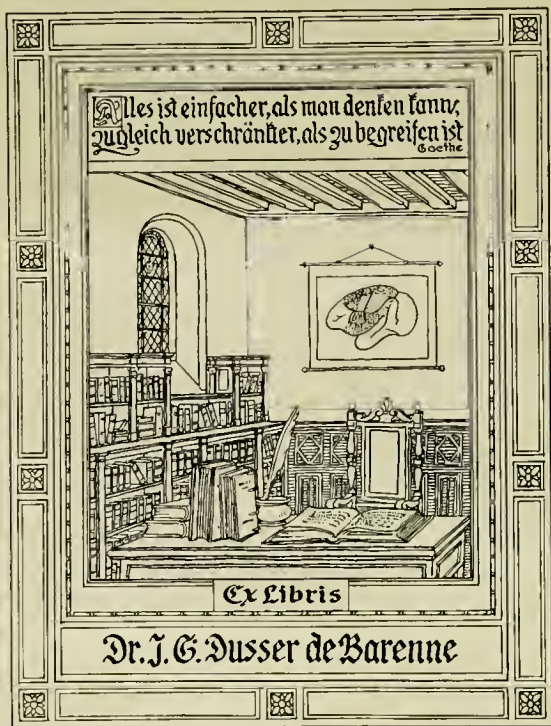 Alles ist einfacher, als man denken kann,
zugleich verschränkter, als zu begreifen ist
Goethe
Ex Libris
Dr. J. G. Dusser de Barenne